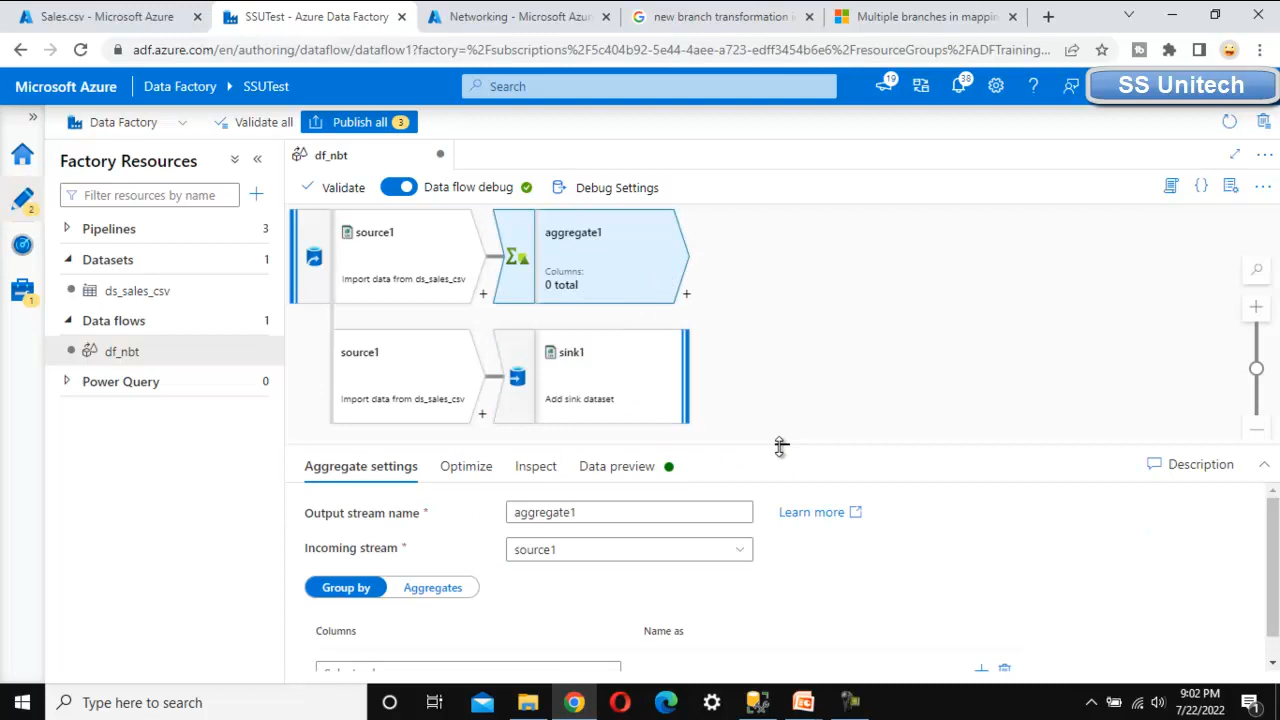 Sales.csv - Microsoft Azure
SSUTest - Azure Data Factory
Networking - Microsoft Azur
new branch transformation i
Multiple branches in mappin
adf.azure.com/en/authoring/dataflow/dataflow1?factory=%2Fsubscriptions%2F5c404b92-5e44-4aee-a723-edff3454b6e6%2FresourceGroups%2FADFTraining...
Microsoft Azure
Data Factory
SSUTest
Search
19
38
SS Unitech
Data Factory
Validate all
Publish all
3
Factory Resources
df_nbt
Filter resources by name
Validate
Data flow debug
Debug Settings
2
1
Pipelines
3
Datasets
1
ds_sales_csv
Data flows
1
df_nbt
Power Query
0
source1
Import data from ds_sales_csv
aggregate1
Columns:
0 total
source1
Import data from ds_sales_csv
sink1
Add sink dataset
Aggregate settings
Optimize
Inspect
Data preview
Description
Output stream name *
aggregate1
Learn more
Incoming stream *
source1
Group by
Aggregates
Columns
Name as
Type here to search
9:02 PM
7/22/2022
1